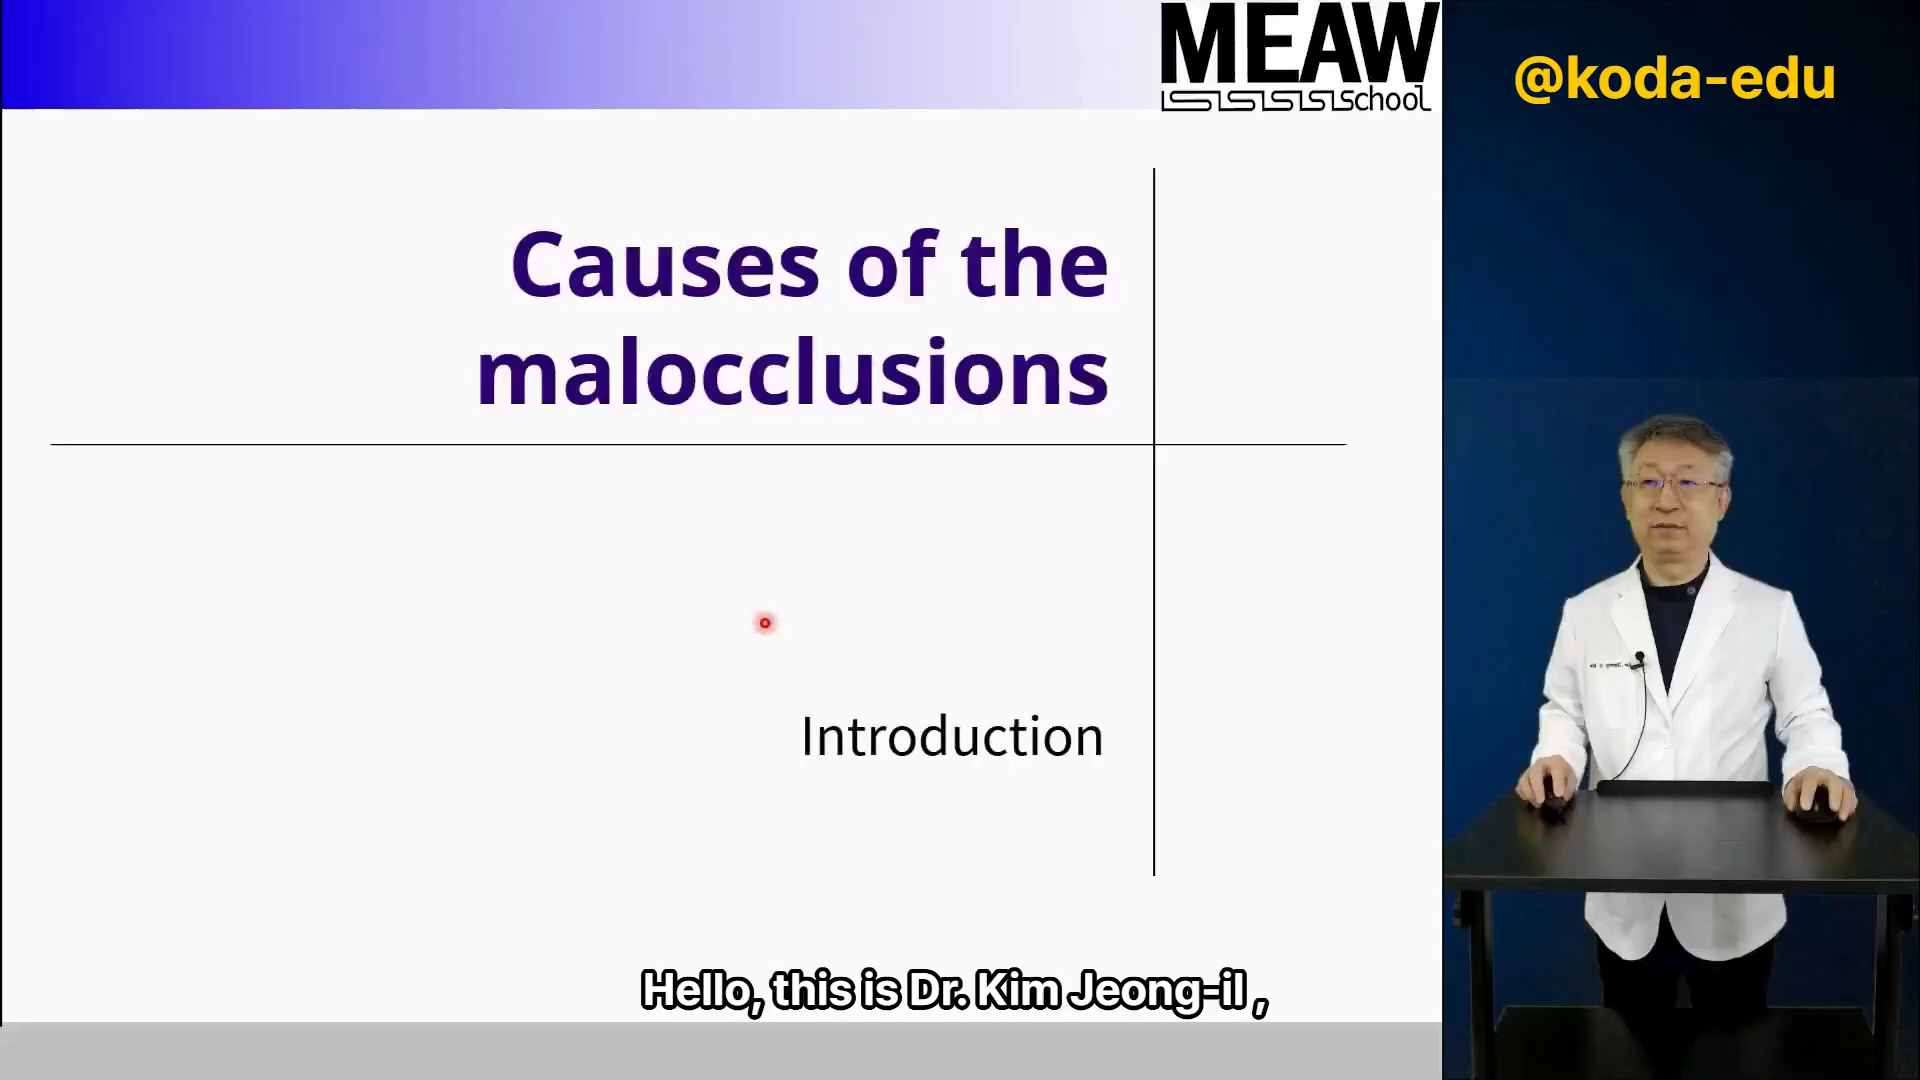 MEAW
school
@koda-edu
Causes of the
malocclusions
Introduction
Hello, this is Dr. Kim Jeong-il ,